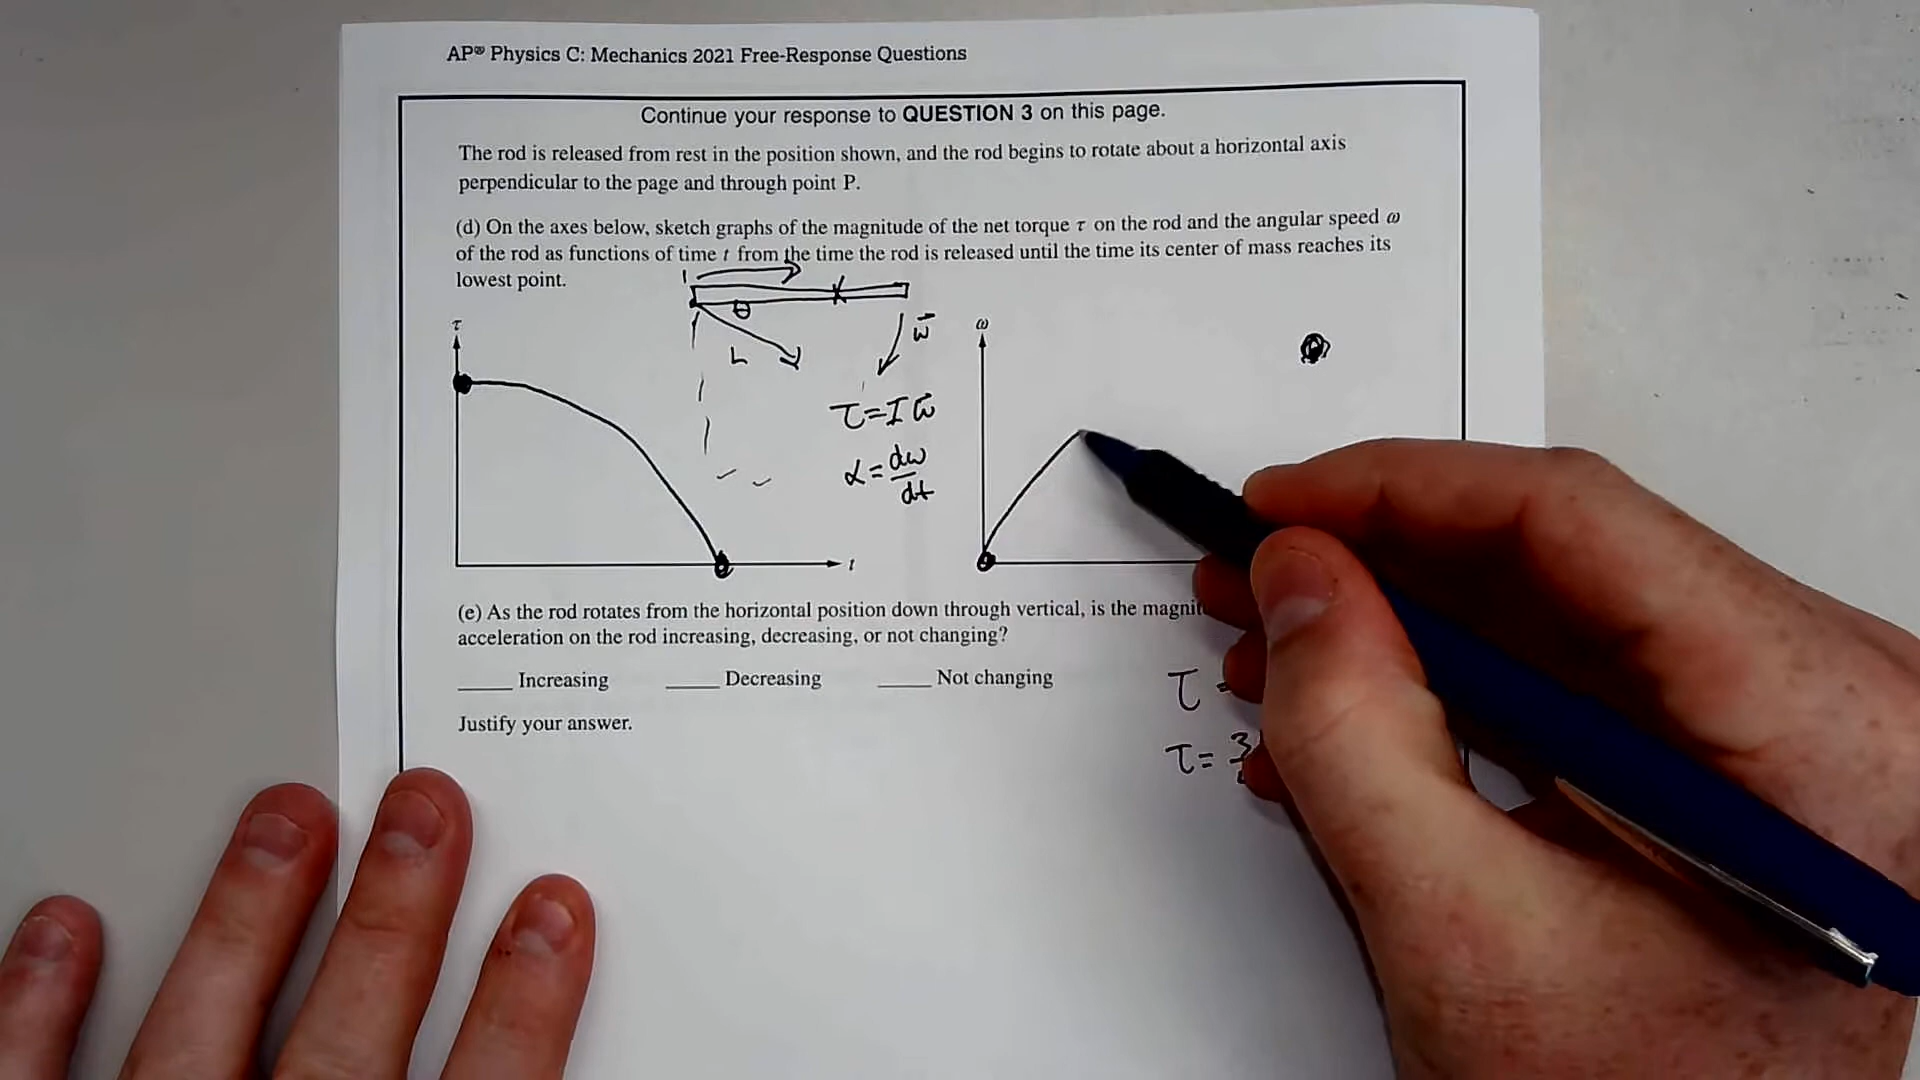 AP® Physics C: Mechanics 2021 Free-Response Questions
Continue your response to QUESTION 3 on this page.
The rod is released from rest in the position shown, and the rod begins to rotate about a horizontal axis
perpendicular to the page and through point P.
(d) On the axes below, sketch graphs of the magnitude of the net torque τ on the rod and the angular speed ω
of the rod as functions of time t from the time the rod is released until the time its center of mass reaches its
lowest point.
θ
L
ω⃗
τ
ω
τ=Iω⃗
α=dω/dt
t
(e) As the rod rotates from the horizontal position down through vertical, is the magnit
acceleration on the rod increasing, decreasing, or not changing?
____ Increasing ____ Decreasing ____ Not changing
Justify your answer.
τ =
τ= 3